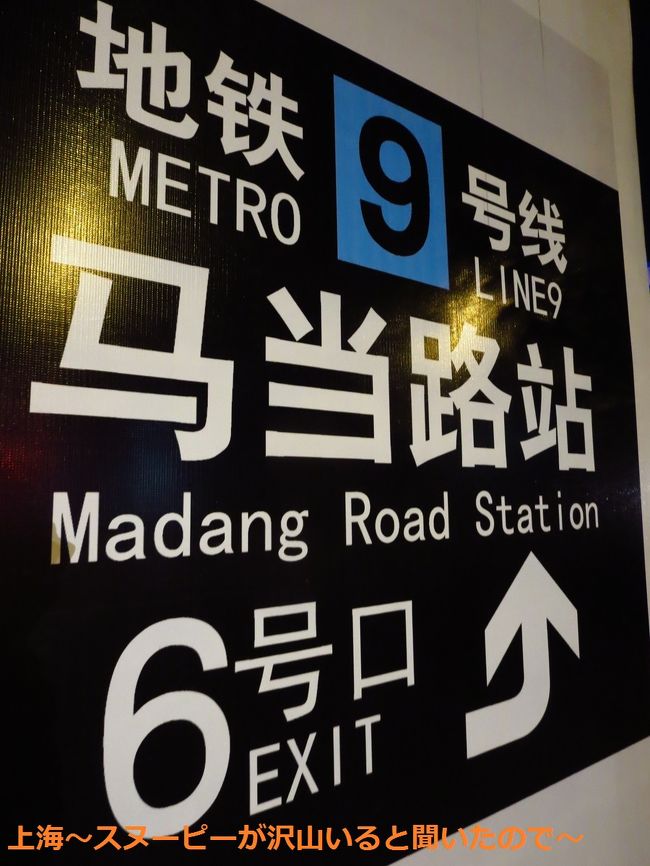 地铁 9 号线
METRO LINE9
马当路站
Madang Road Station
6号口
EXIT
上海～スヌーピーが沢山いると聞いたので～